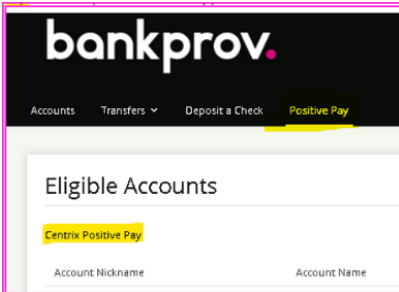 bankprov.
Accounts Transfers Deposit a Check Positive Pay
Eligible Accounts
Centrix Positive Pay
Account Nickname Account Name